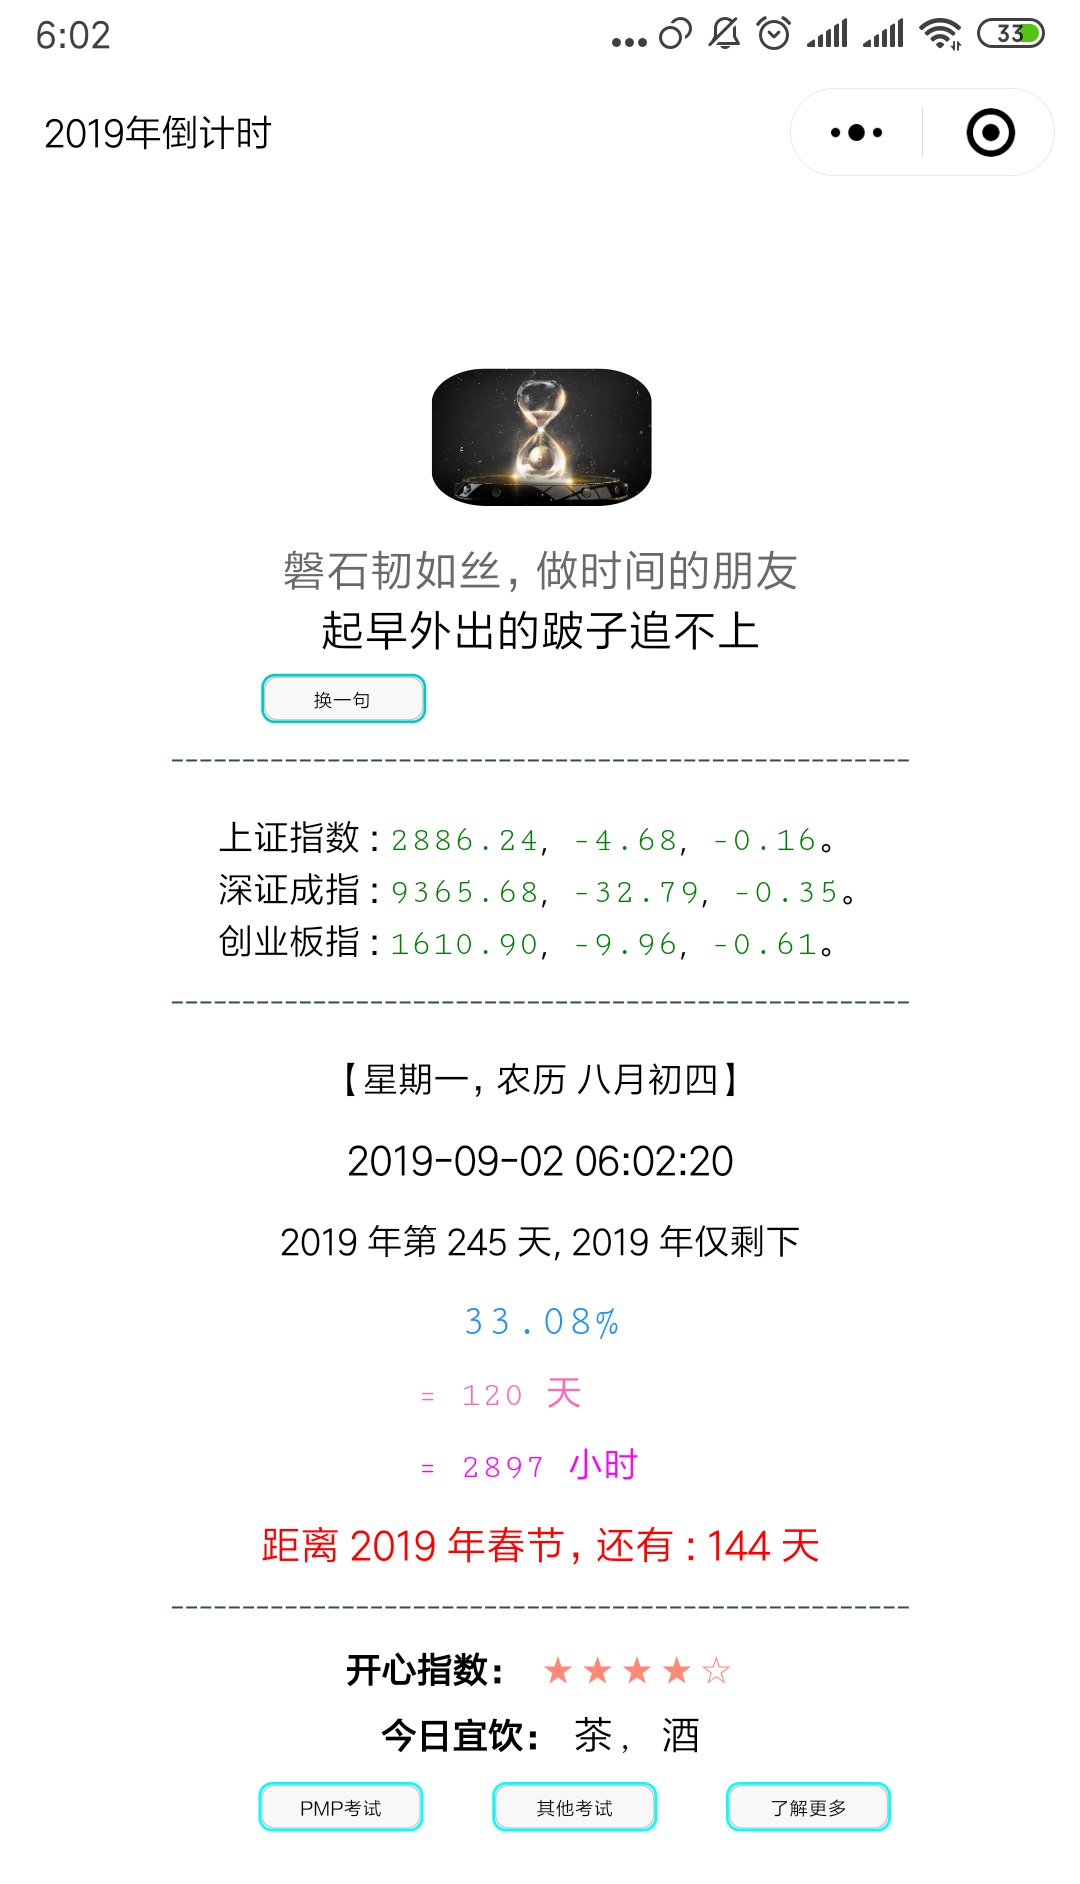 6:02
33
2019年倒计时
磐石韧如丝，做时间的朋友
起早外出的跛子追不上
换一句
----------------------------------------------------
上证指数：2886.24, -4.68, -0.16。
深证成指：9365.68, -32.79, -0.35。
创业板指：1610.90, -9.96, -0.61。
----------------------------------------------------
【星期一，农历 八月初四】
2019-09-02 06:02:20
2019 年第 245 天, 2019 年仅剩下
33.08%
= 120 天
= 2897 小时
距离 2019 年春节，还有：144 天
----------------------------------------------------
开心指数： ★★★★☆
今日宜饮： 茶， 酒
PMP考试 其他考试 了解更多